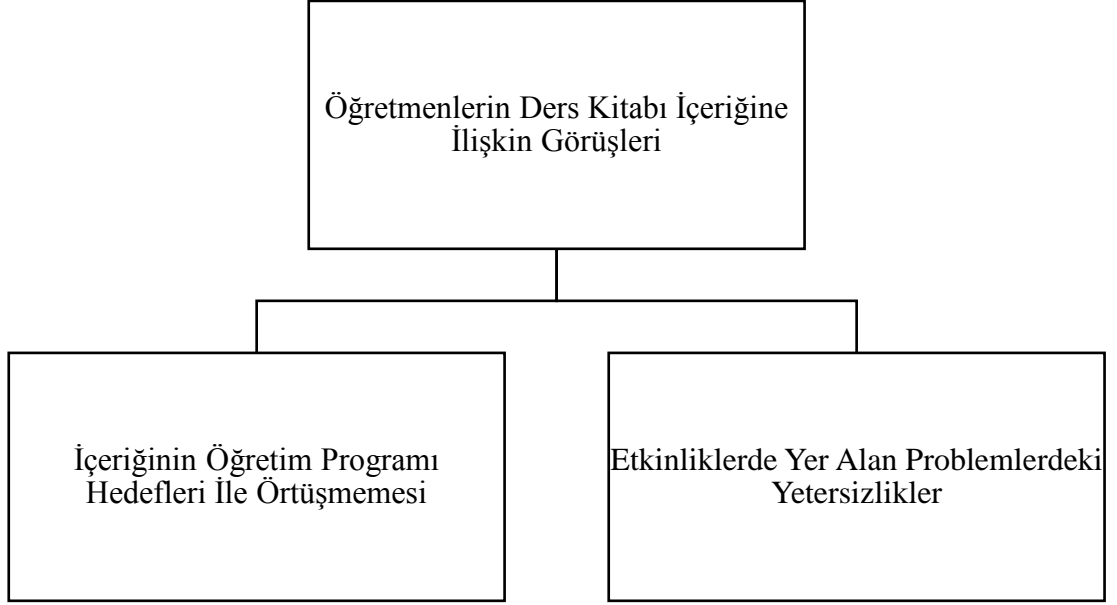 Öğretmenlerin Ders Kitabı İçeriğine
İlişkin Görüşleri
İçeriğinin Öğretim Programı
Hedefleri İle Örtüşmemesi
Etkinliklerde Yer Alan Problemlerdeki
Yetersizlikler